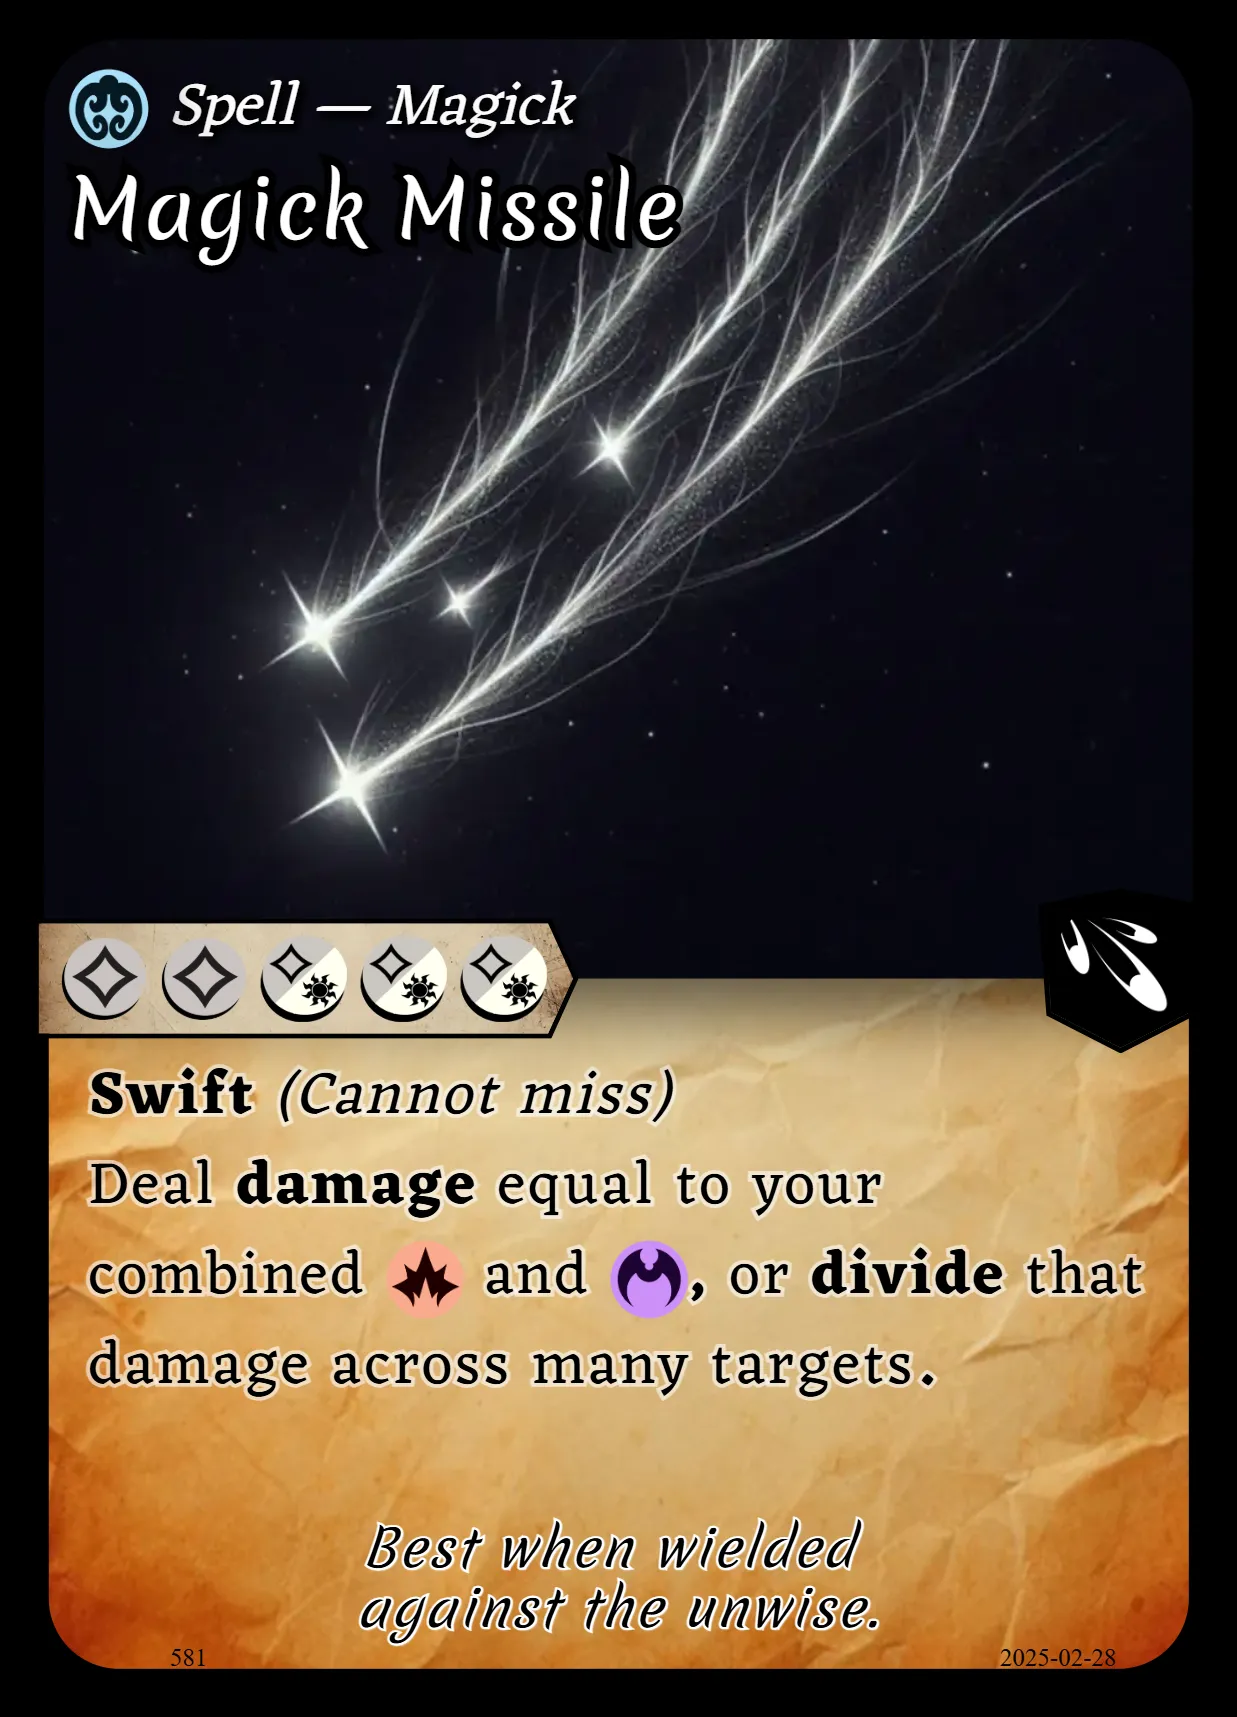 Spell — Magick
Magick Missile
Swift (Cannot miss)
Deal damage equal to your
combined and , or divide that
damage across many targets.
Best when wielded
against the unwise.
581
2025-02-28